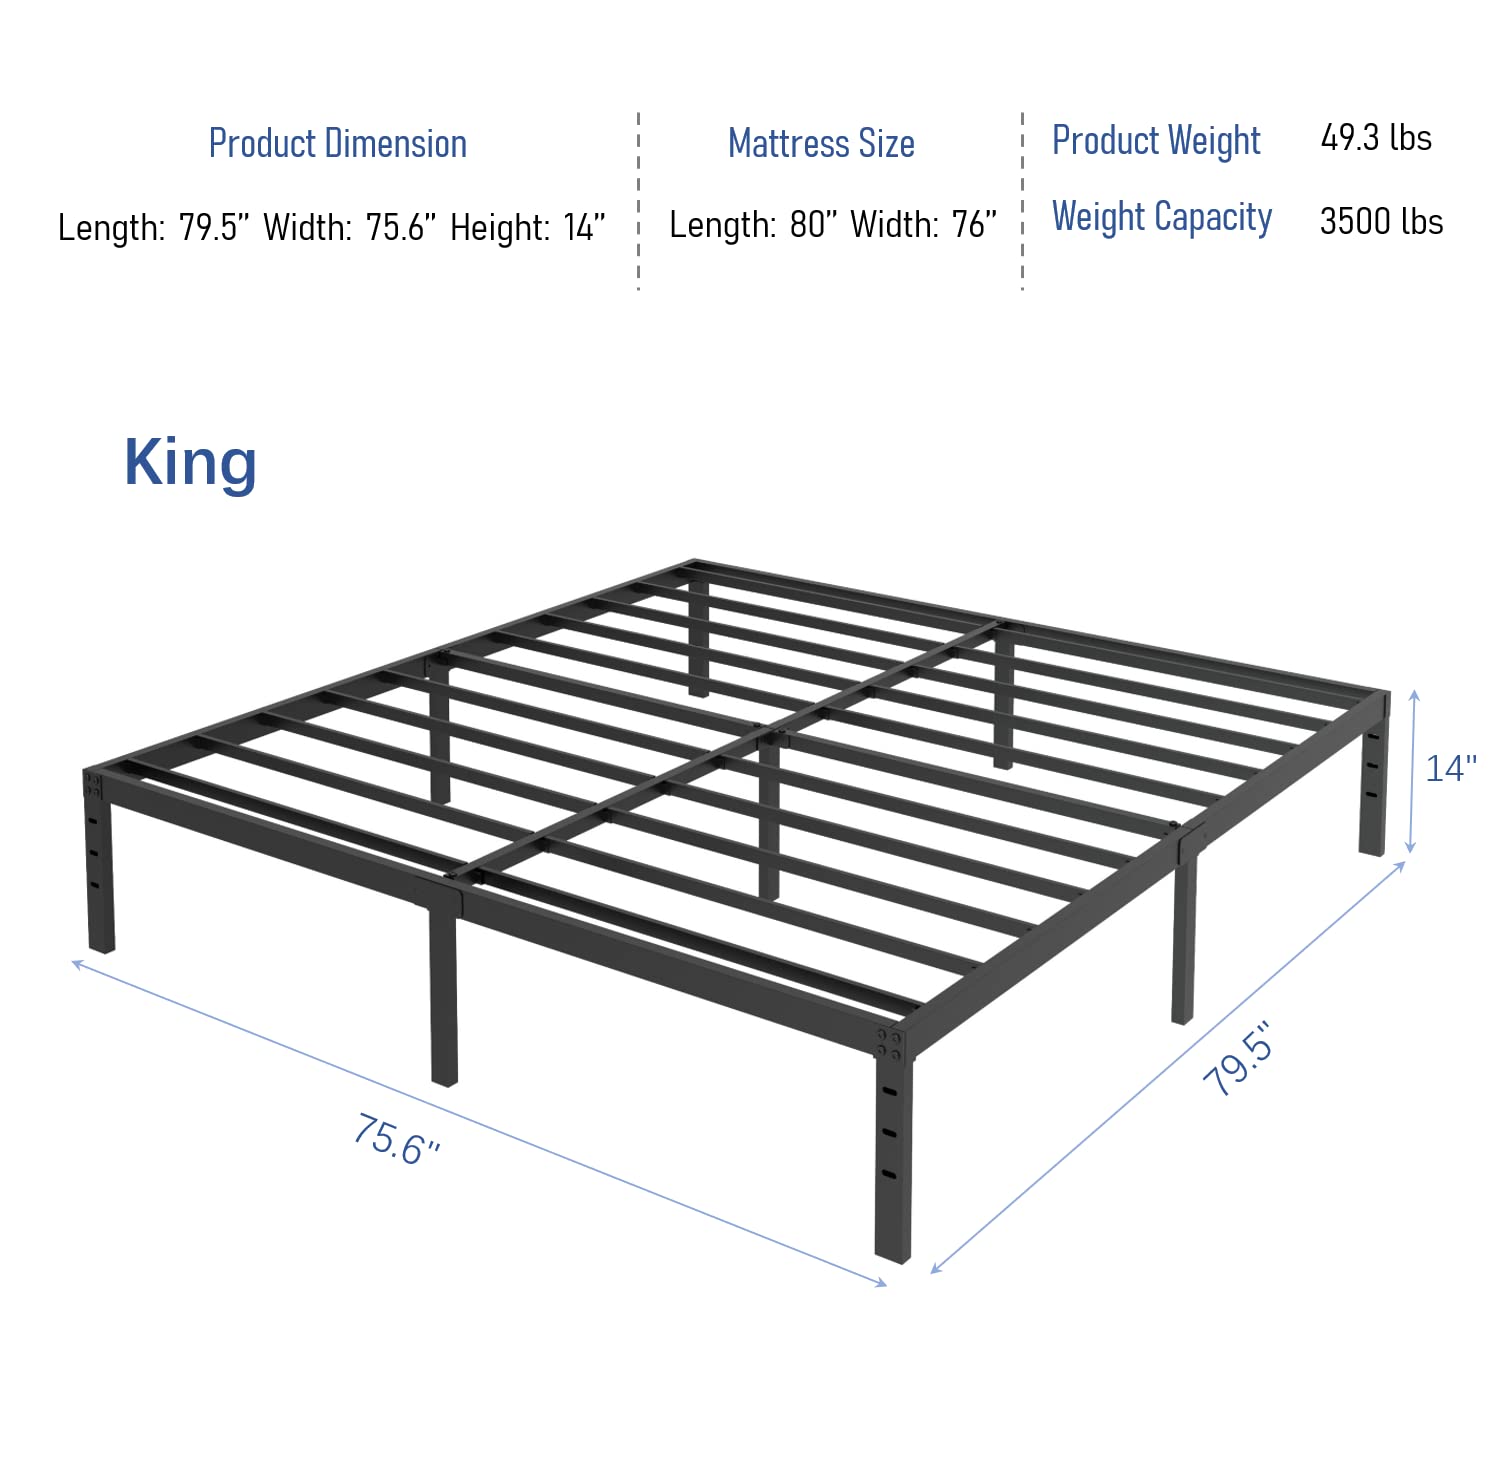 Product Dimension
Length: 79.5” Width: 75.6” Height: 14”
Mattress Size
Length: 80” Width: 76”
Product Weight 49.3 lbs
Weight Capacity 3500 lbs
King
14"
79.5"
75.6"